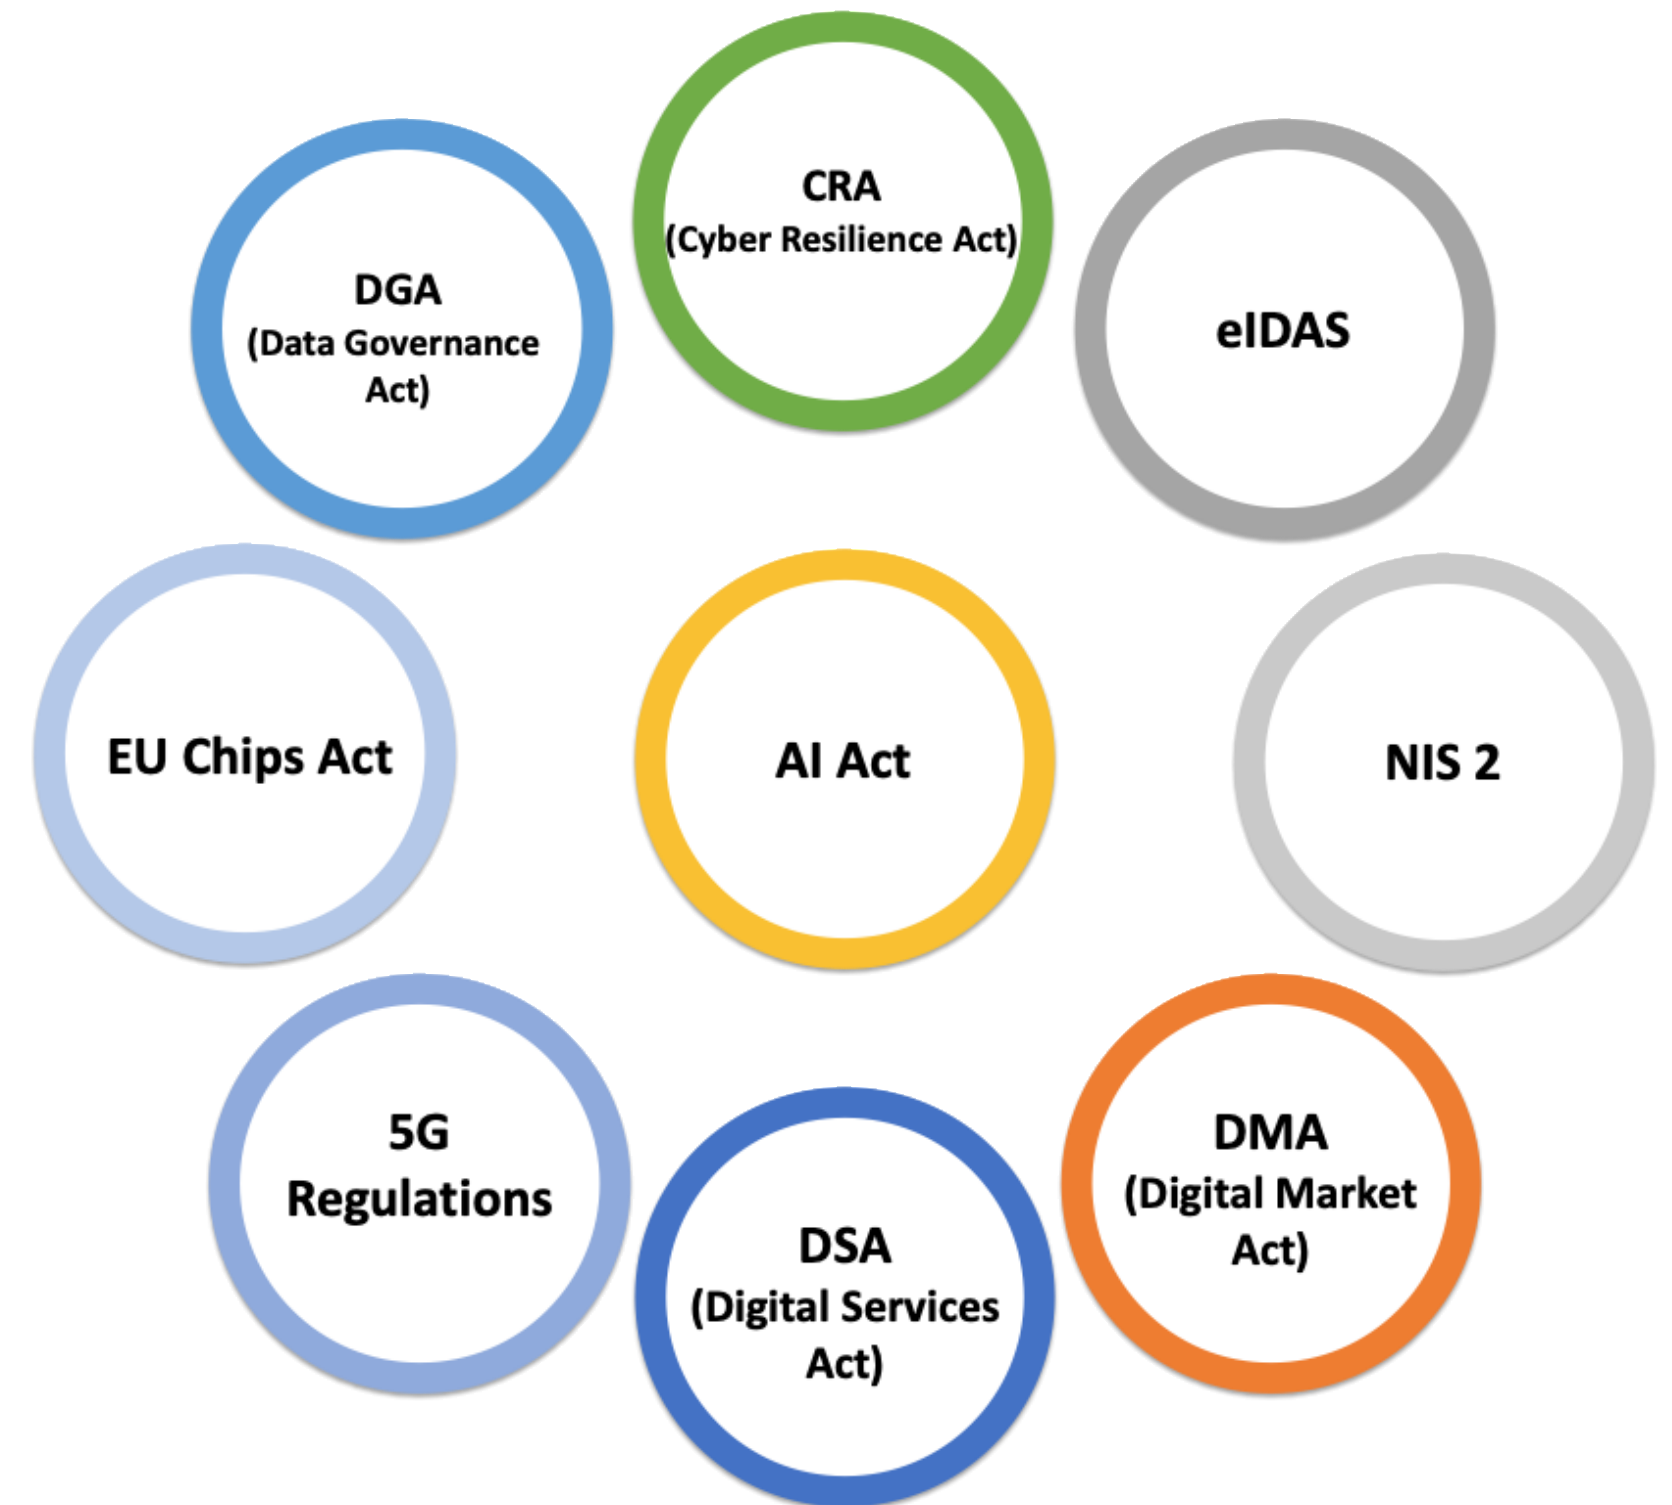 CRA
(Cyber Resilience Act)
DGA
(Data Governance
Act)
eIDAS
EU Chips Act
AI Act
NIS 2
5G
Regulations
DMA
(Digital Market
Act)
DSA
(Digital Services
Act)